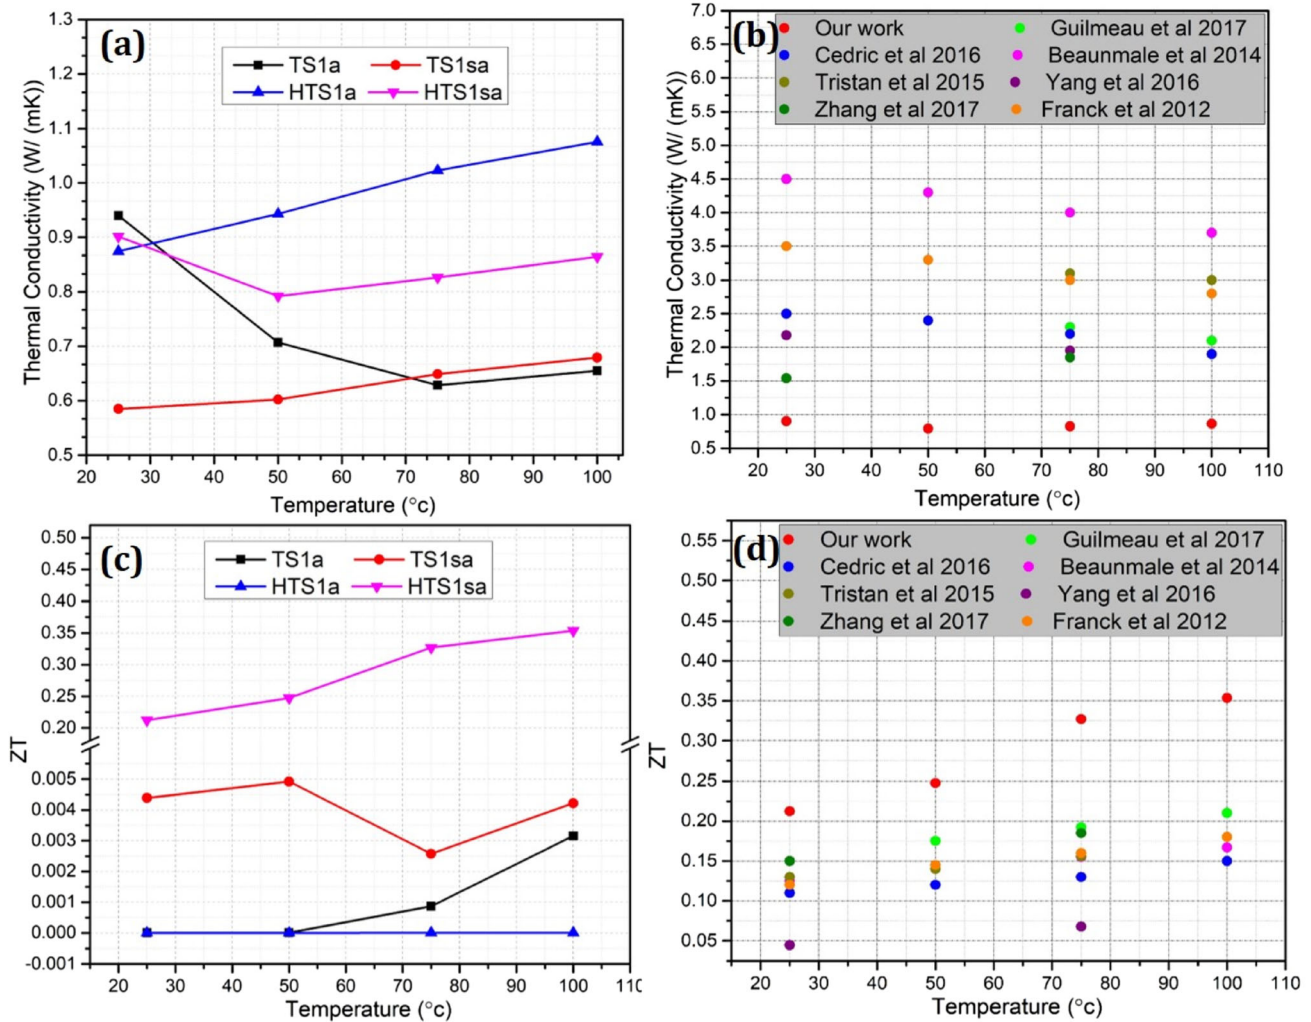 (a)
TS1a TS1sa
HTS1a HTS1sa
1.3
1.2
1.1
1.0
0.9
0.8
0.7
0.6
0.5
Thermal Conductivity (W/ (mK))
20 30 40 50 60 70 80 90 100
Temperature (°c)
(b)
Our work Guilmeau et al 2017
Cedric et al 2016 Beaunmale et al 2014
Tristan et al 2015 Yang et al 2016
Zhang et al 2017 Franck et al 2012
7.0
6.5
6.0
5.5
5.0
4.5
4.0
3.5
3.0
2.5
2.0
1.5
1.0
0.5
Thermal Conductivity (W/ (mK))
20 30 40 50 60 70 80 90 100 110
Temperature (°c)
(c)
TS1a TS1sa
HTS1a HTS1sa
0.50
0.45
0.40
0.35
0.30
0.25
0.20
0.005
0.004
0.003
0.002
0.001
0.000
-0.001
ZT
20 30 40 50 60 70 80 90 100 110
Temperature (°c)
(d)
Our work Guilmeau et al 2017
Cedric et al 2016 Beaunmale et al 2014
Tristan et al 2015 Yang et al 2016
Zhang et al 2017 Franck et al 2012
0.55
0.50
0.45
0.40
0.35
0.30
0.25
0.20
0.15
0.10
0.05
ZT
20 30 40 50 60 70 80 90 100 110
Temperature (°c)